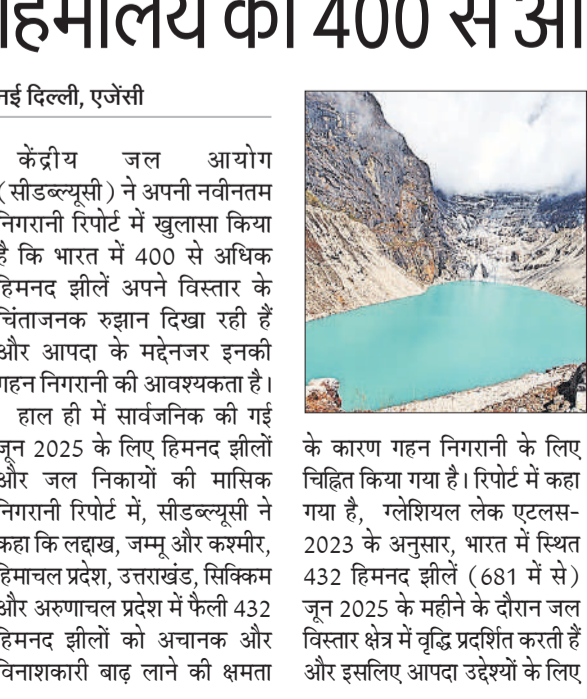 हिमालय की 400 से
नई दिल्ली, एजेंसी
केंद्रीय जल आयोग
(सीडब्ल्यूसी) ने अपनी नवीनतम
निगरानी रिपोर्ट में खुलासा किया
है कि भारत में 400 से अधिक
हिमनद झीलें अपने विस्तार के
चिंताजनक रुझान दिखा रही हैं
और आपदा के मद्देनजर इनकी
गहन निगरानी की आवश्यकता है।
हाल ही में सार्वजनिक की गई
जून 2025 के लिए हिमनद झीलों
और जल निकायों की मासिक
निगरानी रिपोर्ट में, सीडब्ल्यूसी ने
कहा कि लद्दाख, जम्मू और कश्मीर,
हिमाचल प्रदेश, उत्तराखंड, सिक्किम
और अरुणाचल प्रदेश में फैली 432
हिमनद झीलों को अचानक और
विनाशकारी बाढ़ लाने की क्षमता
के कारण गहन निगरानी के लिए
चिह्नित किया गया है। रिपोर्ट में कहा
गया है, ग्लेशियल लेक एटलस-
2023 के अनुसार, भारत में स्थित
432 हिमनद झीलें (681 में से)
जून 2025 के महीने के दौरान जल
विस्तार क्षेत्र में वृद्धि प्रदर्शित करती हैं
और इसलिए आपदा उद्देश्यों के लिए